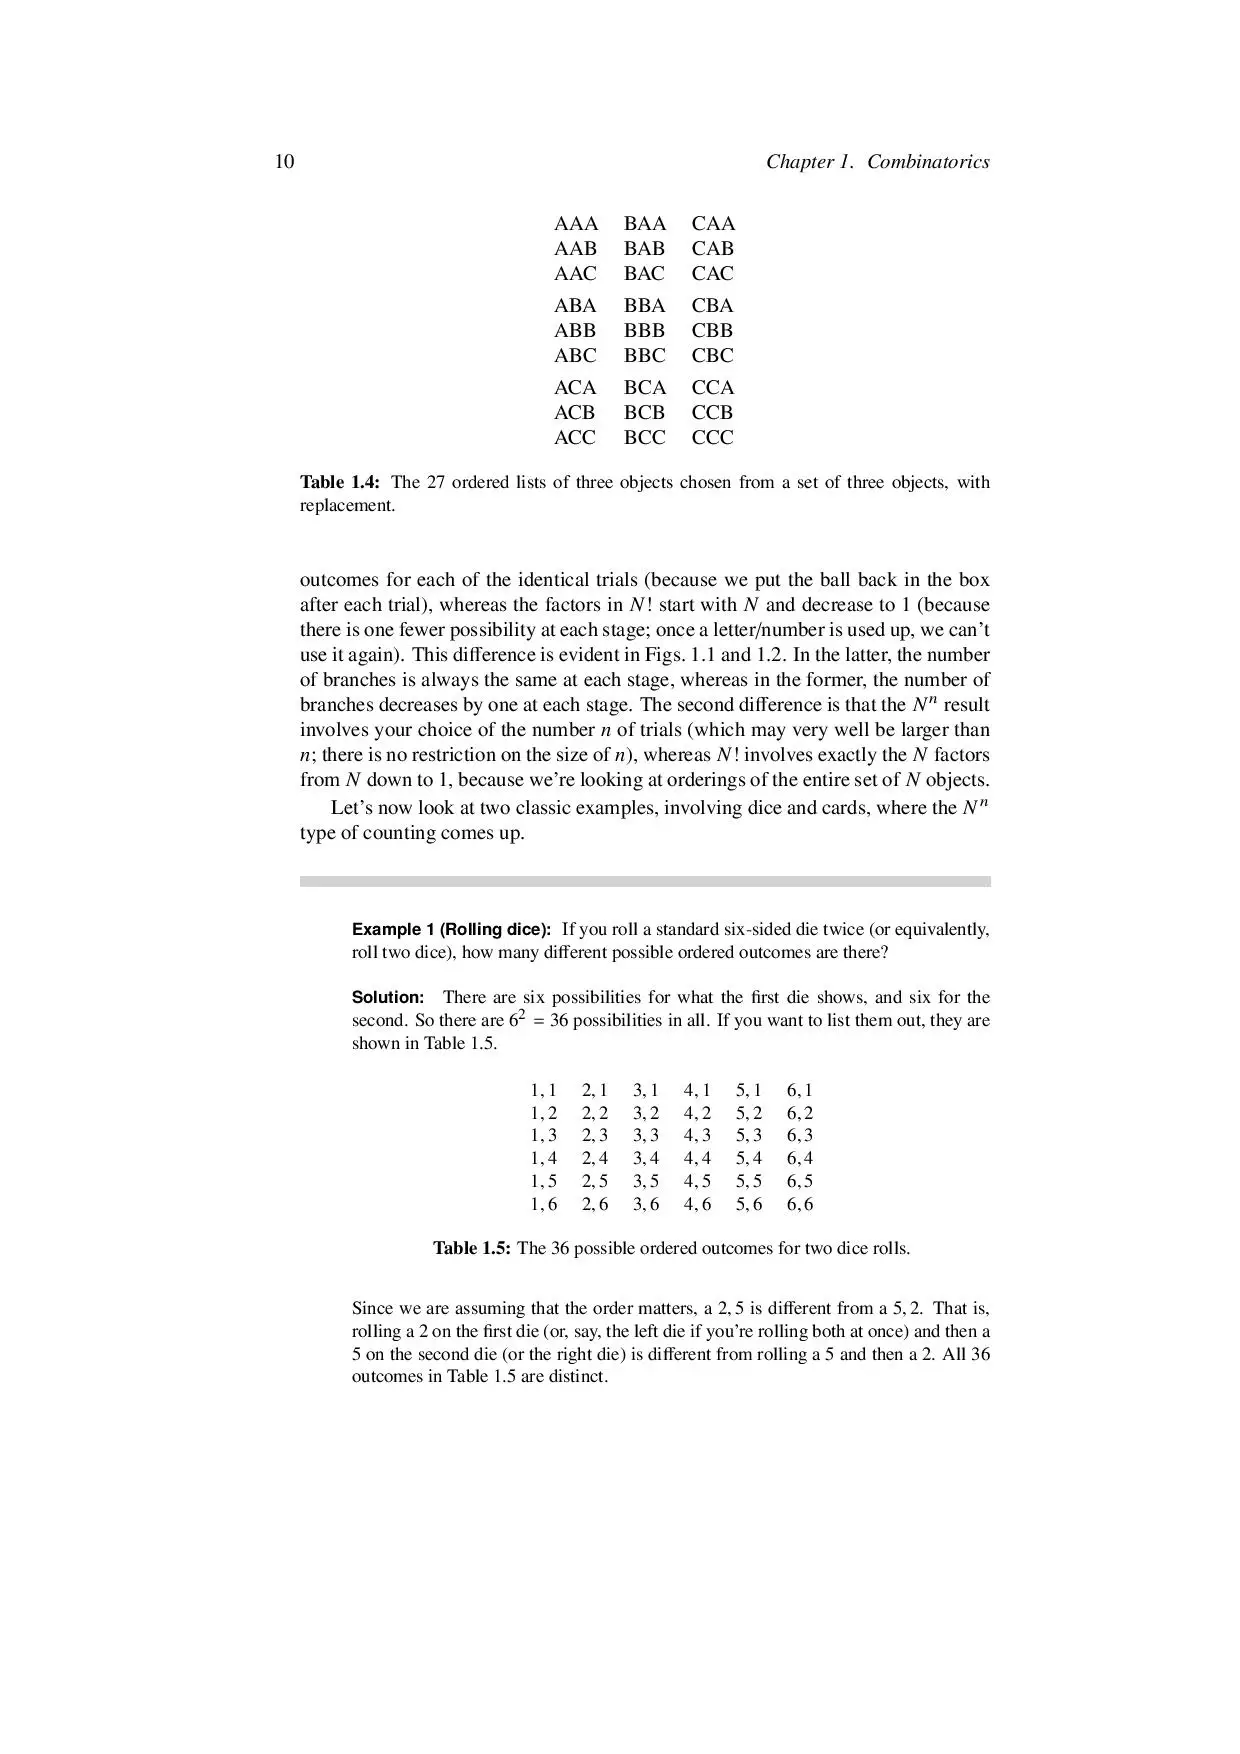 10 Chapter 1. Combinatorics
AAA BAA CAA
AAB BAB CAB
AAC BAC CAC
ABA BBA CBA
ABB BBB CBB
ABC BBC CBC
ACA BCA CCA
ACB BCB CCB
ACC BCC CCC
Table 1.4: The 27 ordered lists of three objects chosen from a set of three objects, with
replacement.
outcomes for each of the identical trials (because we put the ball back in the box
after each trial), whereas the factors in N! start with N and decrease to 1 (because
there is one fewer possibility at each stage; once a letter/number is used up, we can’t
use it again). This difference is evident in Figs. 1.1 and 1.2. In the latter, the number
of branches is always the same at each stage, whereas in the former, the number of
branches decreases by one at each stage. The second difference is that the Nⁿ result
involves your choice of the number n of trials (which may very well be larger than
n; there is no restriction on the size of n), whereas N! involves exactly the N factors
from N down to 1, because we’re looking at orderings of the entire set of N objects.
Let’s now look at two classic examples, involving dice and cards, where the Nⁿ
type of counting comes up.
Example 1 (Rolling dice): If you roll a standard six-sided die twice (or equivalently,
roll two dice), how many different possible ordered outcomes are there?
Solution: There are six possibilities for what the first die shows, and six for the
second. So there are 6² = 36 possibilities in all. If you want to list them out, they are
shown in Table 1.5.
1, 1 2, 1 3, 1 4, 1 5, 1 6, 1
1, 2 2, 2 3, 2 4, 2 5, 2 6, 2
1, 3 2, 3 3, 3 4, 3 5, 3 6, 3
1, 4 2, 4 3, 4 4, 4 5, 4 6, 4
1, 5 2, 5 3, 5 4, 5 5, 5 6, 5
1, 6 2, 6 3, 6 4, 6 5, 6 6, 6
Table 1.5: The 36 possible ordered outcomes for two dice rolls.
Since we are assuming that the order matters, a 2, 5 is different from a 5, 2. That is,
rolling a 2 on the first die (or, say, the left die if you’re rolling both at once) and then a
5 on the second die (or the right die) is different from rolling a 5 and then a 2. All 36
outcomes in Table 1.5 are distinct.